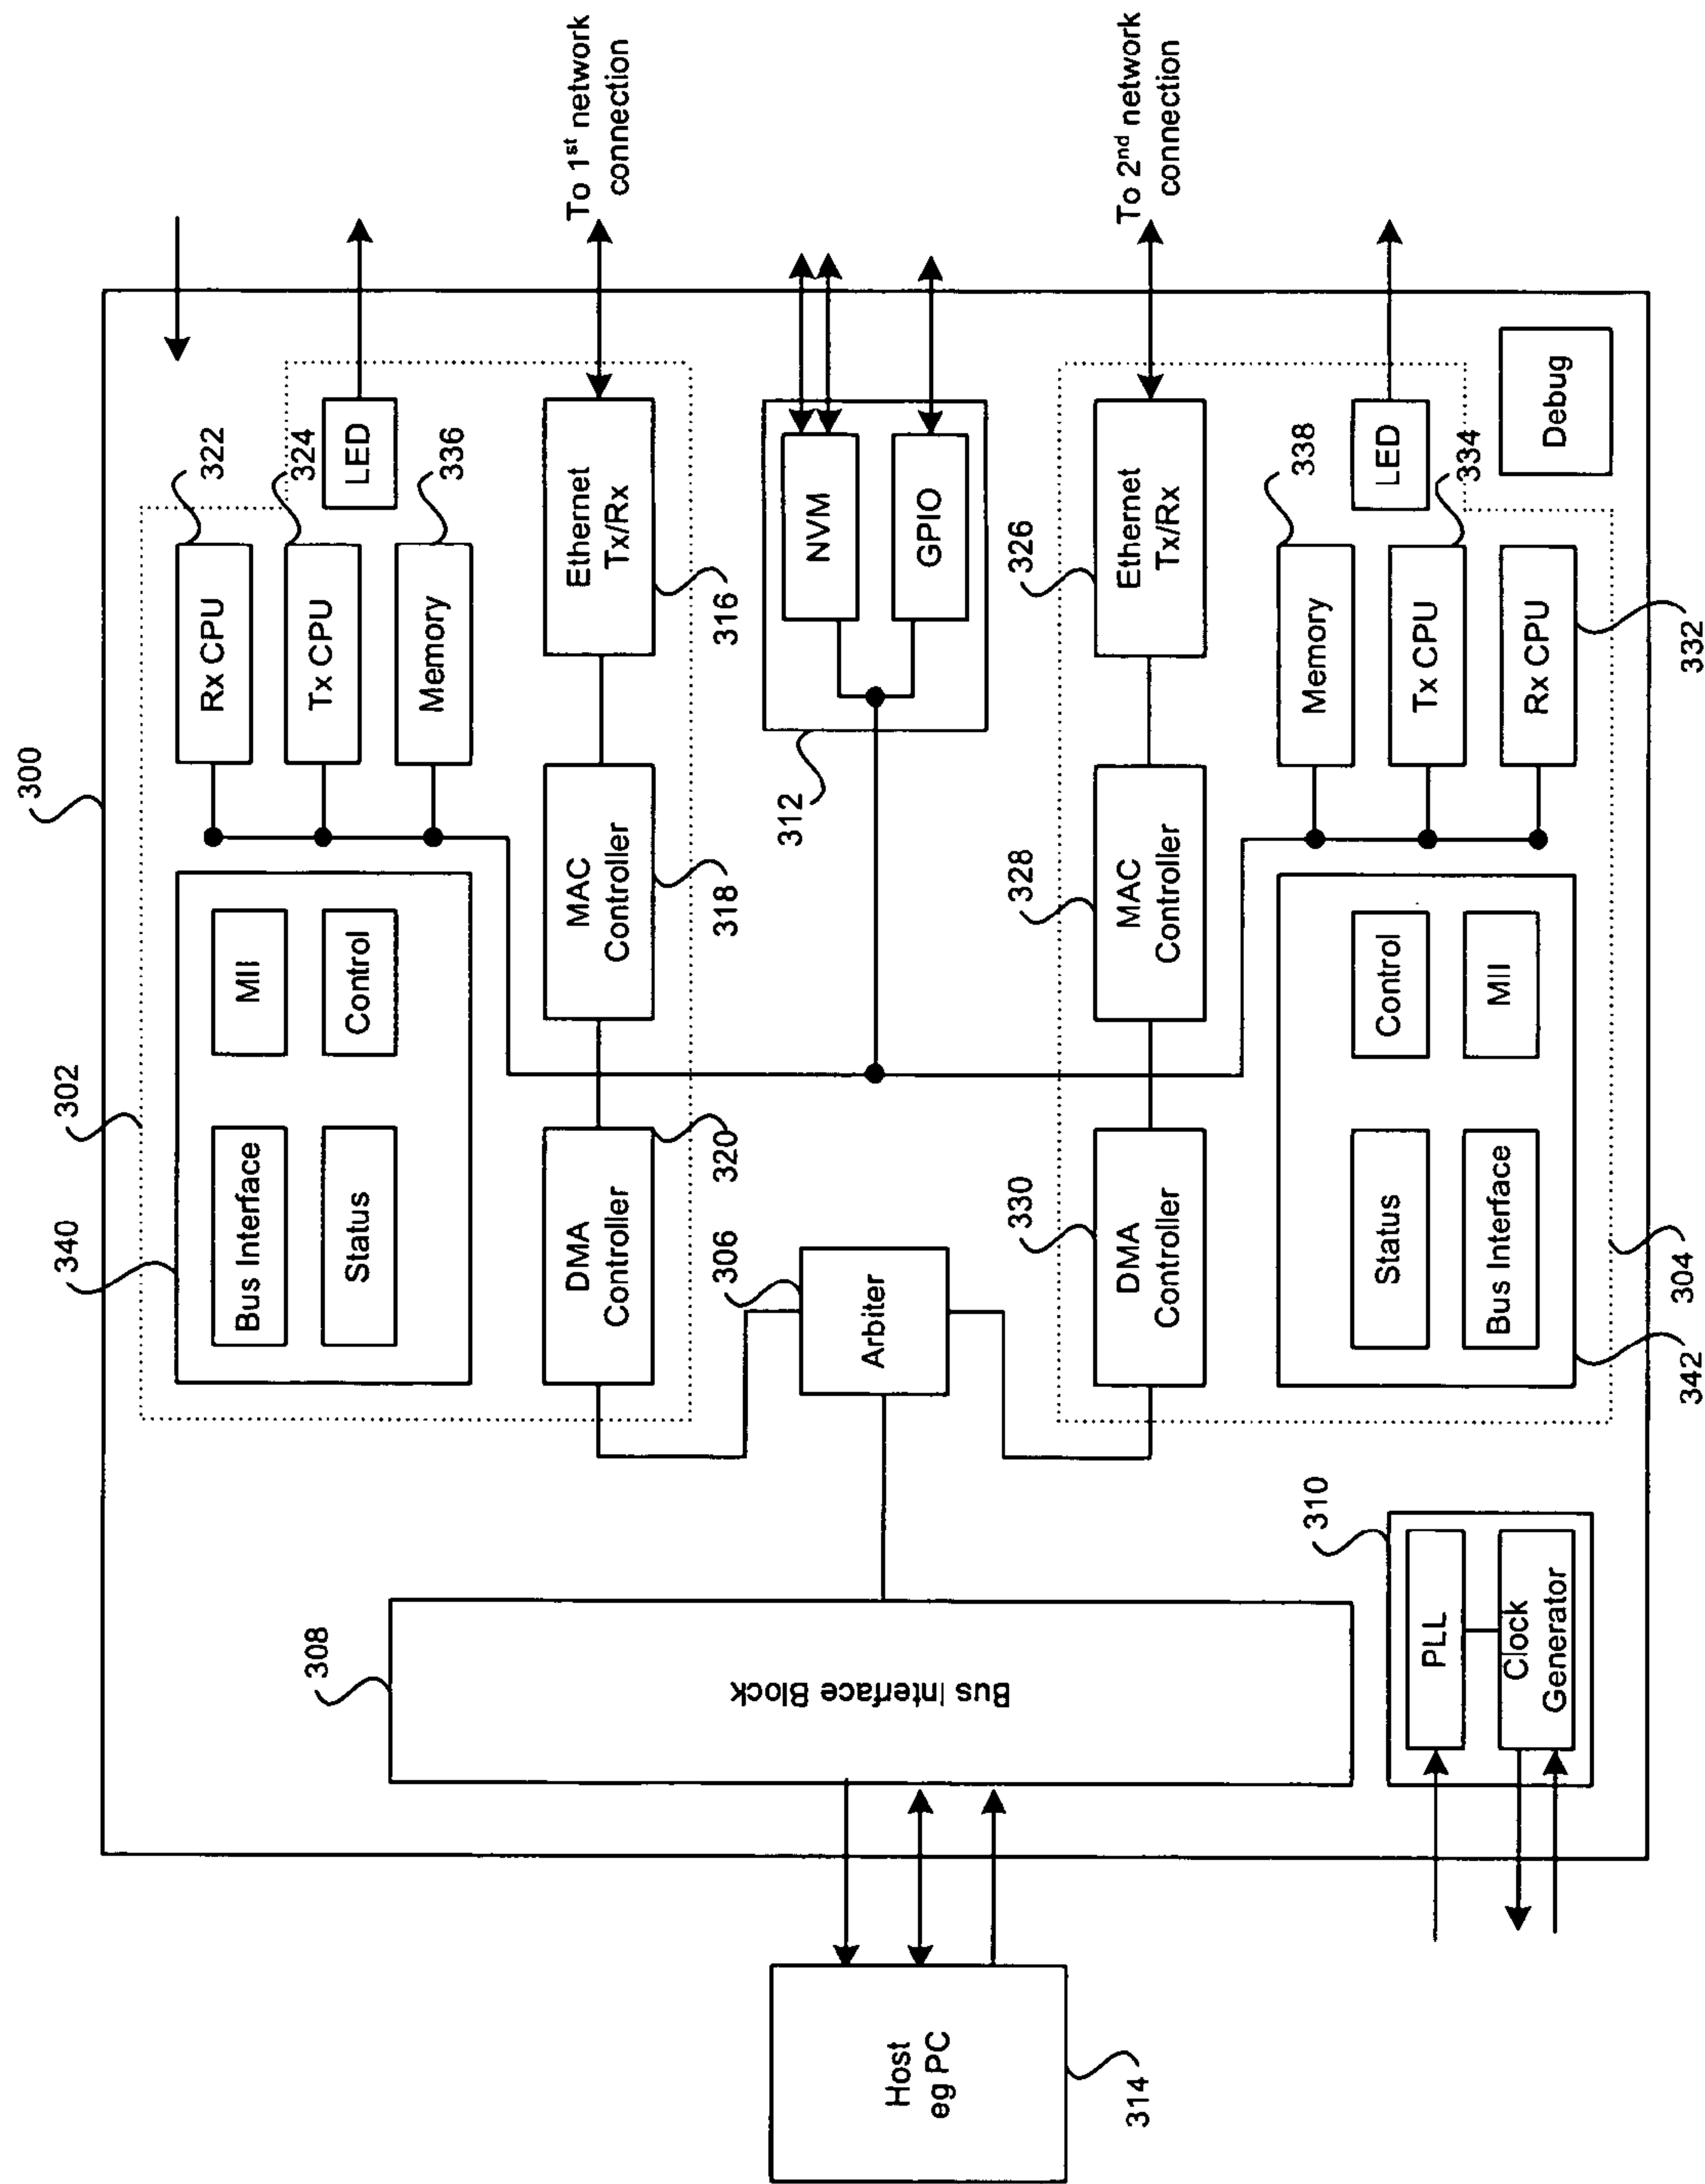 300
302
340
Bus Interface
MII
Status
Control
322
Rx CPU
324
Tx CPU
336
Memory
LED
DMA
Controller
320
MAC
Controller
318
Ethernet
Tx/Rx
316
To 1st network
connection
308
Bus Interface Block
306
Arbiter
312
NVM
GPIO
Host
eg PC
314
330
DMA
Controller
328
MAC
Controller
326
Ethernet
Tx/Rx
To 2nd network
connection
338
Memory
334
Tx CPU
Rx CPU
332
LED
Debug
Status
Control
Bus Interface
MII
342
304
310
PLL
Clock
Generator